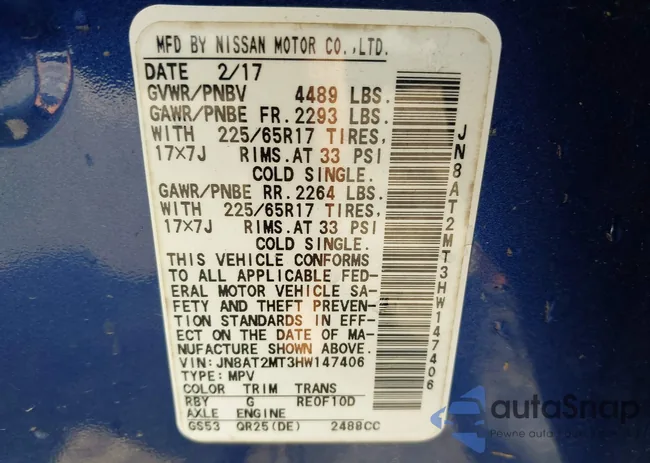 MFD BY NISSAN MOTOR CO.,LTD.
DATE 2/17
GVWR/PNBV 4489 LBS.
GAWR/PNBE FR. 2293 LBS.
WITH 225/65R17 TIRES,
17×7J RIMS. AT 33 PSI
COLD SINGLE.
GAWR/PNBE RR. 2264 LBS.
WITH 225/65R17 TIRES,
17×7J RIMS. AT 33 PSI
COLD SINGLE.
THIS VEHICLE CONFORMS
TO ALL APPLICABLE FED-
ERAL MOTOR VEHICLE SA-
FETY AND THEFT PREVEN-
TION STANDARDS IN EFF-
ECT ON THE DATE OF MA-
NUFACTURE SHOWN ABOVE.
VIN: JN8AT2MT3HW147406
TYPE: MPV
COLOR TRIM TRANS
RBY G RE0F10D
AXLE ENGINE
GS53 QR25(DE) 2488CC
JN8AT2MT3HW147406
autoSnap
Pewne auto i gwarancja